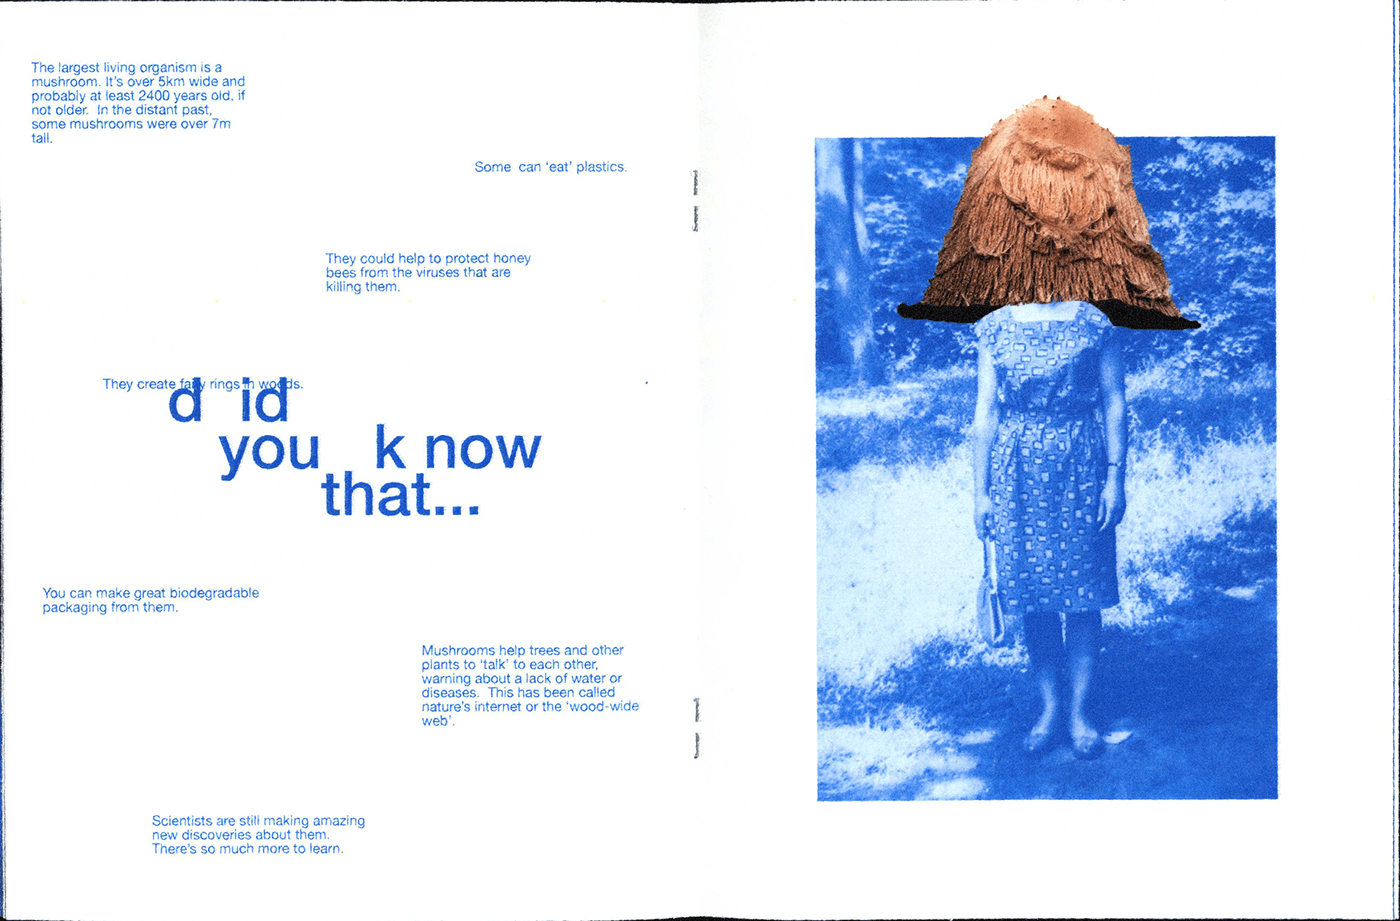 The largest living organism is a
mushroom. It's over 5km wide and
probably at least 2400 years old, if
not older.  In the distant past,
some mushrooms were over 7m
tall.
Some  can 'eat' plastics.
They could help to protect honey
bees from the viruses that are
killing them.
They create fairy rings in woods.
d id
you k now
that...
You can make great biodegradable
packaging from them.
Mushrooms help trees and other
plants to 'talk' to each other,
warning about a lack of water or
diseases.  This has been called
nature's internet or the 'wood-wide
web'.
Scientists are still making amazing
new discoveries about them.
There's so much more to learn.